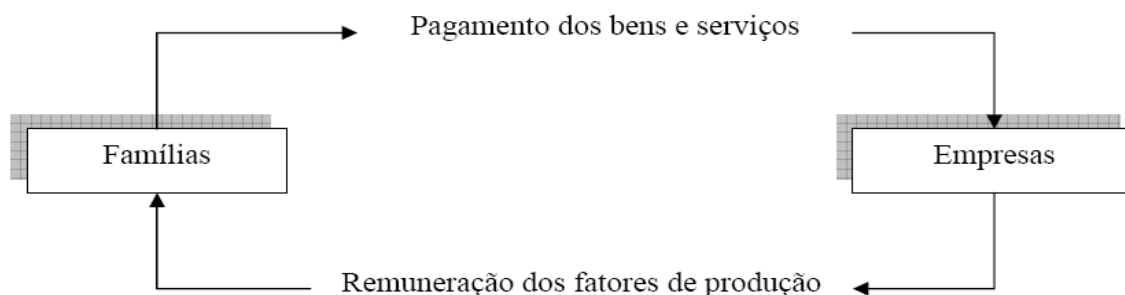 Pagamento dos bens e serviços
Famílias
Empresas
Remuneração dos fatores de produção